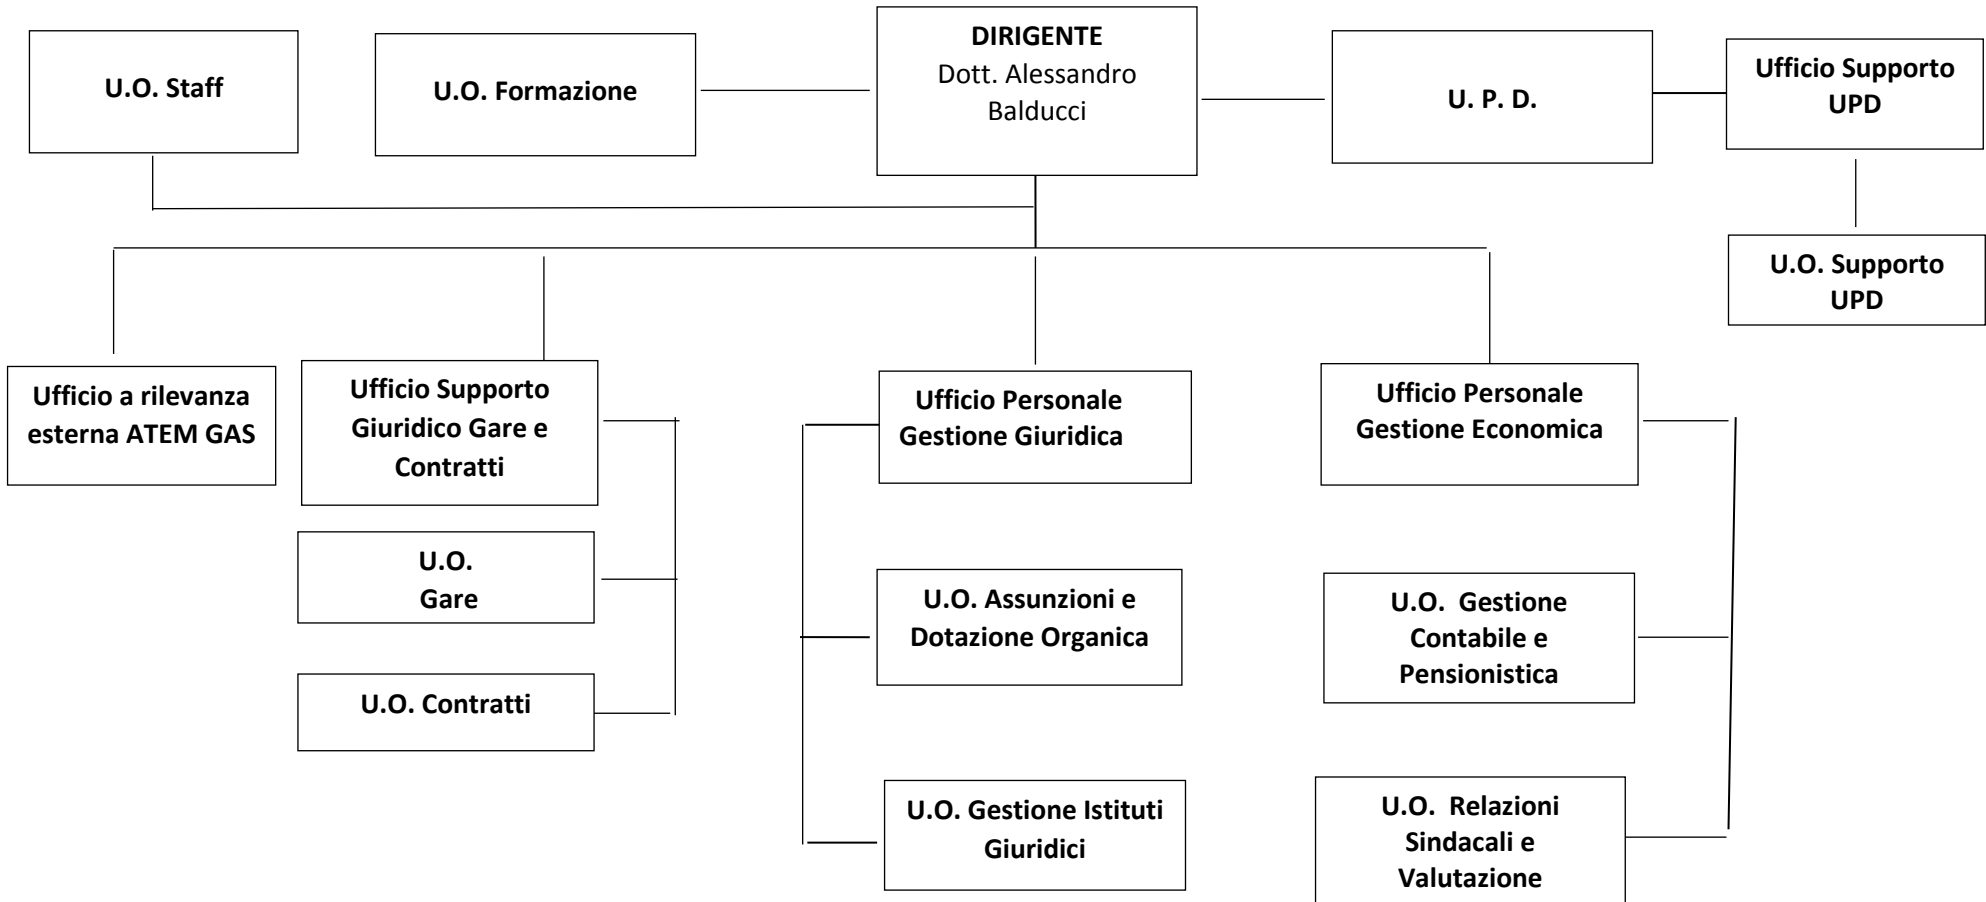 U.O. Staff
U.O. Formazione
DIRIGENTE
Dott. Alessandro
Balducci
U. P. D.
Ufficio Supporto
UPD
U.O. Supporto
UPD
Ufficio a rilevanza
esterna ATEM GAS
Ufficio Supporto
Giuridico Gare e
Contratti
Ufficio Personale
Gestione Giuridica
Ufficio Personale
Gestione Economica
U.O.
Gare
U.O. Contratti
U.O. Assunzioni e
Dotazione Organica
U.O. Gestione Istituti
Giuridici
U.O. Gestione
Contabile e
Pensionistica
U.O. Relazioni
Sindacali e
Valutazione